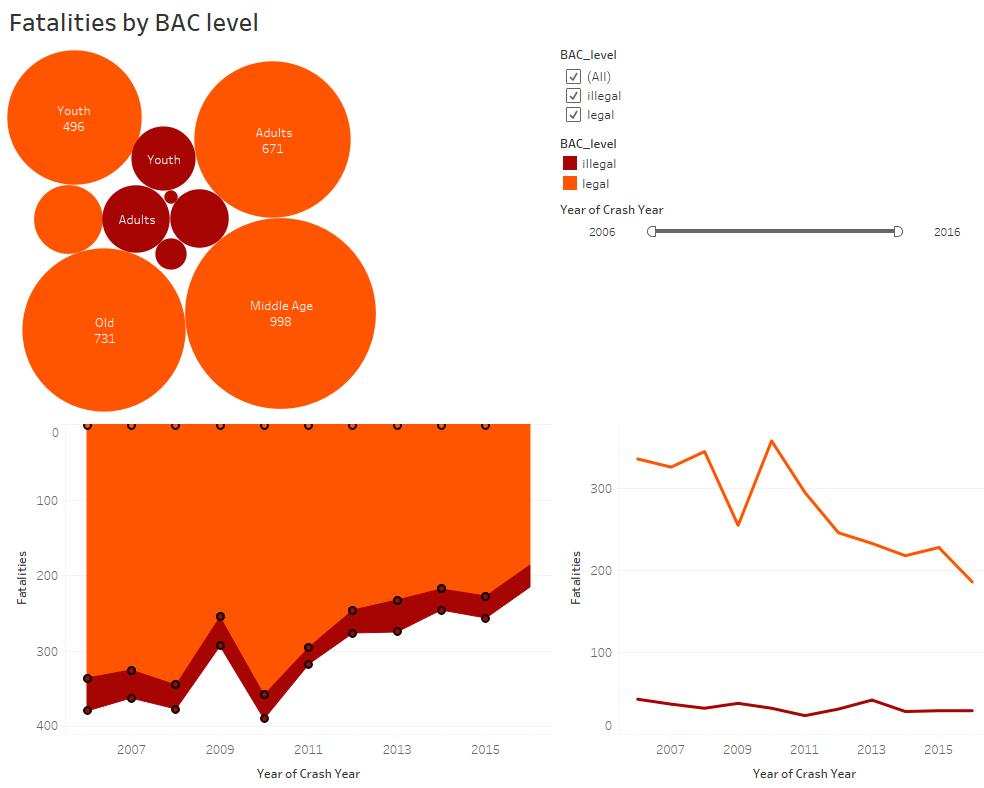 Fatalities by BAC level
Youth
496
Adults
671
Youth
Adults
Middle Age
998
Old
731
BAC_level
(All)
illegal
legal
BAC_level
illegal
legal
Year of Crash Year
2006
2016
0
100
200
300
400
Fatalities
2007
2009
2011
2013
2015
Year of Crash Year
300
200
100
0
Fatalities
2007
2009
2011
2013
2015
Year of Crash Year